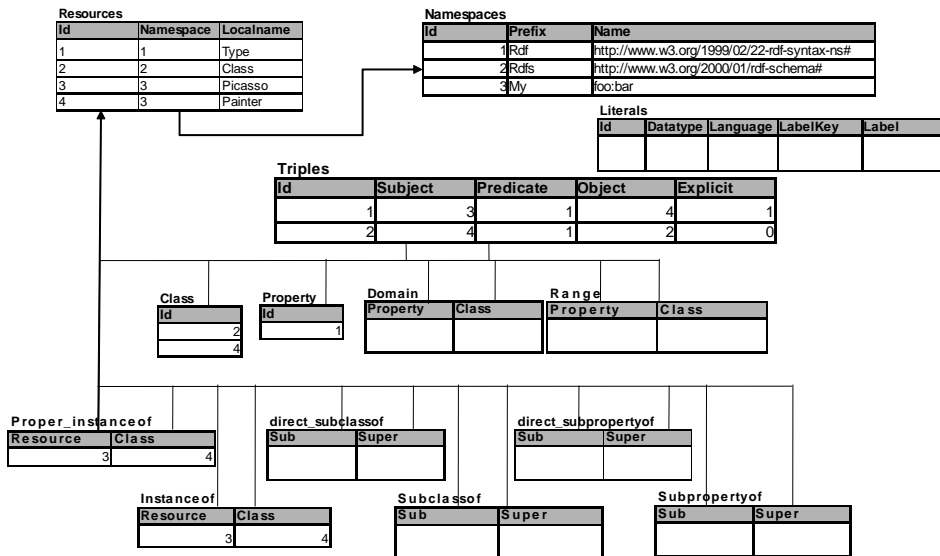 Resources
Id Namespace Localname
1 1 Type
2 2 Class
3 3 Picasso
4 3 Painter
Namespaces
Id Prefix Name
1 Rdf http://www.w3.org/1999/02/22-rdf-syntax-ns#
2 Rdfs http://www.w3.org/2000/01/rdf-schema#
3 My foo:bar
Literals
Id Datatype Language LabelKey Label
Triples
Id Subject Predicate Object Explicit
1 3 1 4 1
2 4 1 2 0
Class
Id
2
4
Property
Id
1
Domain
Property Class
Range
Property Class
Proper_instanceof
Resource Class
3 4
direct_subclassof
Sub Super
direct_subpropertyof
Sub Super
Instanceof
Resource Class
3 4
Subclassof
Sub Super
Subpropertyof
Sub Super